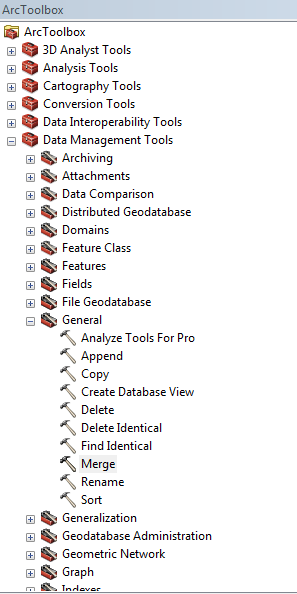 ArcToolbox
ArcToolbox
3D Analyst Tools
Analysis Tools
Cartography Tools
Conversion Tools
Data Interoperability Tools
Data Management Tools
Archiving
Attachments
Data Comparison
Distributed Geodatabase
Domains
Feature Class
Features
Fields
File Geodatabase
General
Analyze Tools For Pro
Append
Copy
Create Database View
Delete
Delete Identical
Find Identical
Merge
Rename
Sort
Generalization
Geodatabase Administration
Geometric Network
Graph
Indexes